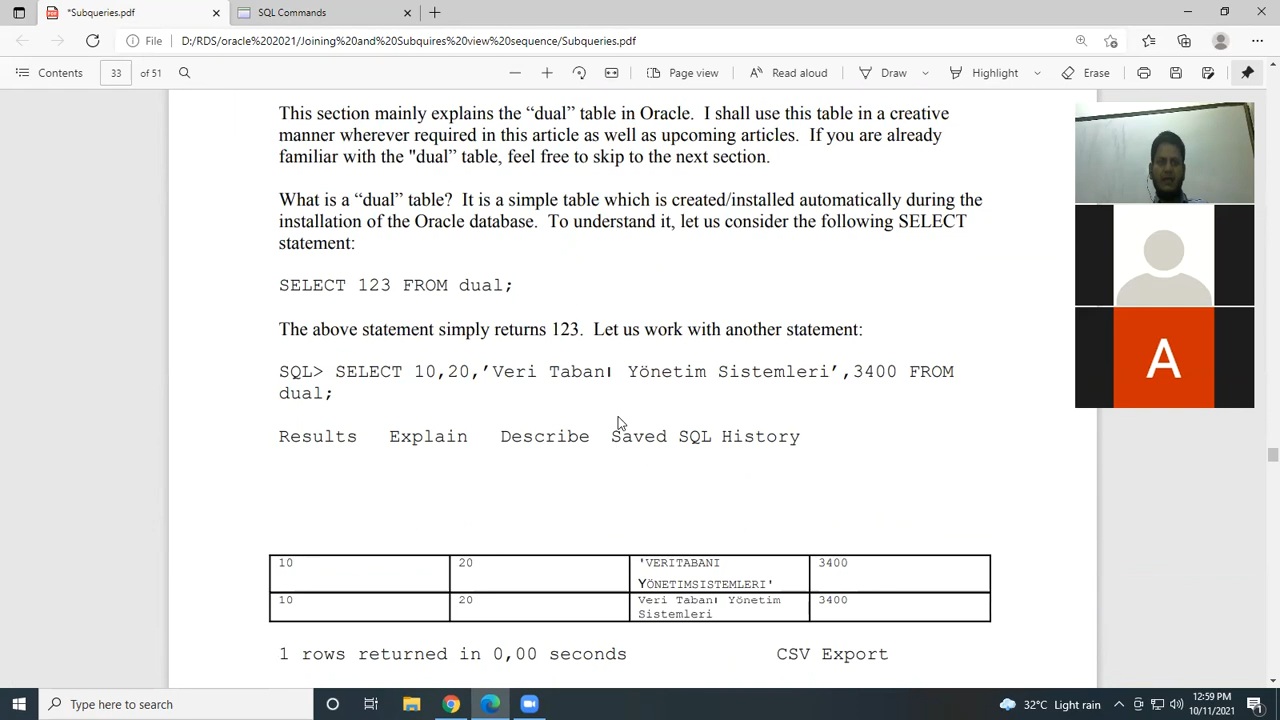 *Subqueries.pdf
SQL Commands
File
D:/RDS/oracle%202021/Joining%20and%20Subquires%20view%20sequence/Subqueries.pdf
Contents
33
of 51
Page view
Read aloud
Draw
Highlight
Erase
This section mainly explains the “dual” table in Oracle. I shall use this table in a creative
manner wherever required in this article as well as upcoming articles. If you are already
familiar with the "dual” table, feel free to skip to the next section.
What is a “dual” table? It is a simple table which is created/installed automatically during the
installation of the Oracle database. To understand it, let us consider the following SELECT
statement:
SELECT 123 FROM dual;
The above statement simply returns 123. Let us work with another statement:
SQL> SELECT 10,20,’Veri Tabanı Yönetim Sistemleri’,3400 FROM
dual;
Results Explain Describe Saved SQL History
10 20 'VERITABANI 3400
YÖNETIMSISTEMLERI'
10 20 Veri Tabanı Yönetim 3400
Sistemleri
1 rows returned in 0,00 seconds CSV Export
A
Type here to search
32°C Light rain
12:59 PM
10/11/2021
1